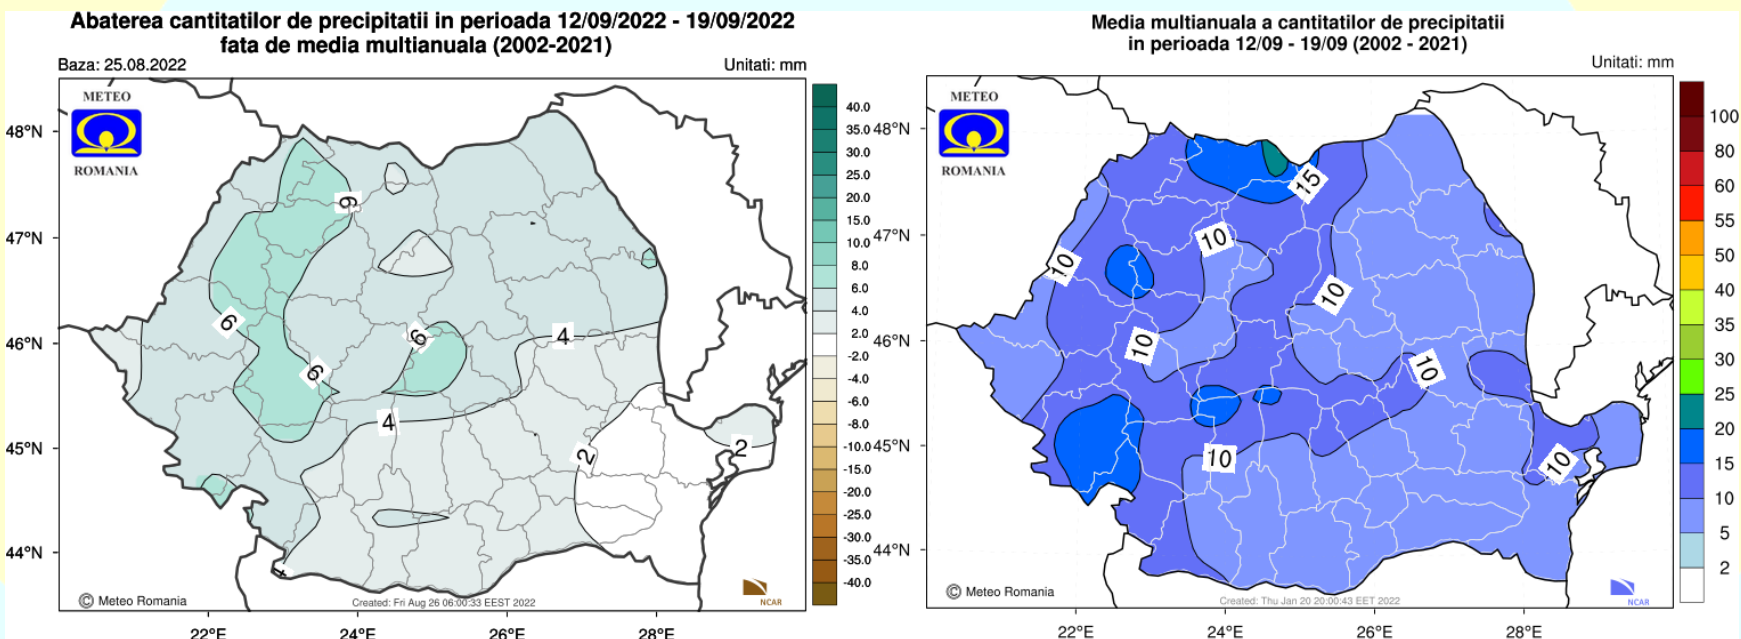 Abaterea cantitatilor de precipitatii in perioada 12/09/2022 - 19/09/2022
fata de media multianuala (2002-2021)
Baza: 25.08.2022
Unitati: mm
METEO
ROMANIA
48°N
47°N
46°N
45°N
44°N
22°E
24°E
26°E
28°E
6
6
6
6
4
4
4
2
2
40.0
35.0
30.0
25.0
20.0
15.0
10.0
8.0
6.0
4.0
2.0
-2.0
-4.0
-6.0
-8.0
-10.0
-15.0
-20.0
-25.0
-30.0
-35.0
-40.0
© Meteo Romania
Created: Fri Aug 26 06:00:33 EEST 2022
NCAR
Media multianuala a cantitatilor de precipitatii
in perioada 12/09 - 19/09 (2002 - 2021)
Unitati: mm
METEO
ROMANIA
48°N
47°N
46°N
45°N
44°N
22°E
24°E
26°E
28°E
15
10
10
10
10
10
10
10
100
80
60
55
50
40
35
30
25
20
15
10
5
2
© Meteo Romania
Created: Thu Jan 20 20:00:43 EET 2022
NCAR